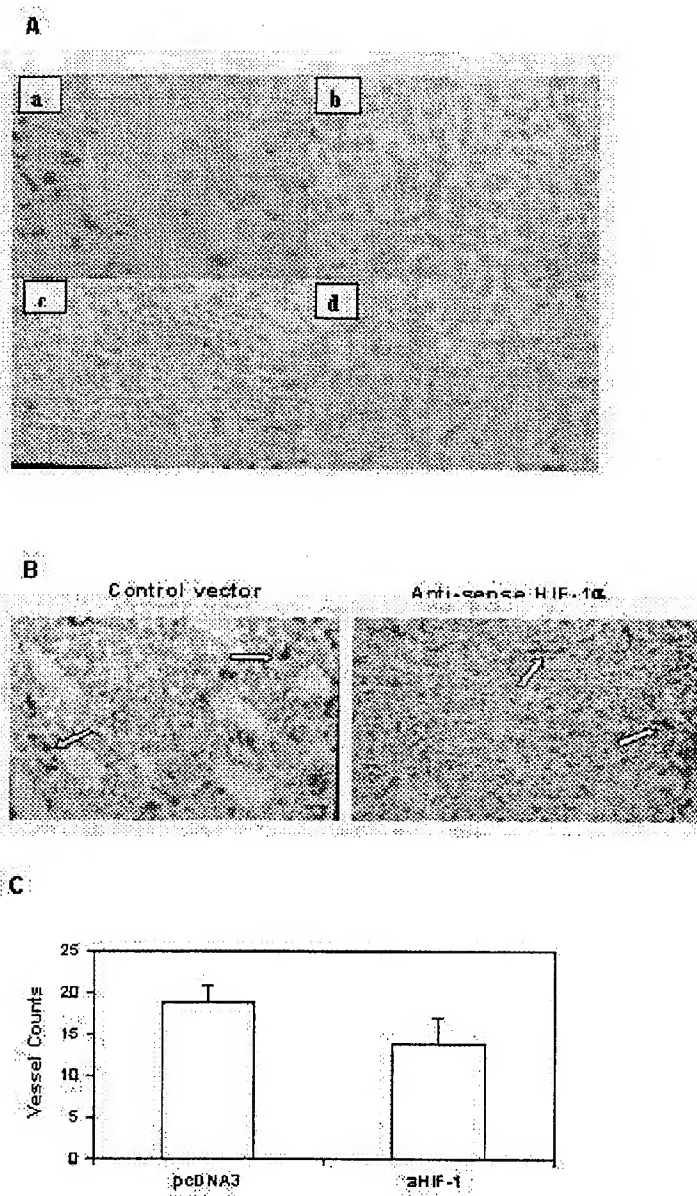 A
a b
c d
B
Control vector Anti-sense HIF-1α
C
25
20
15
10
5
0
Vessel Counts
pcDNA3 aHIF-1